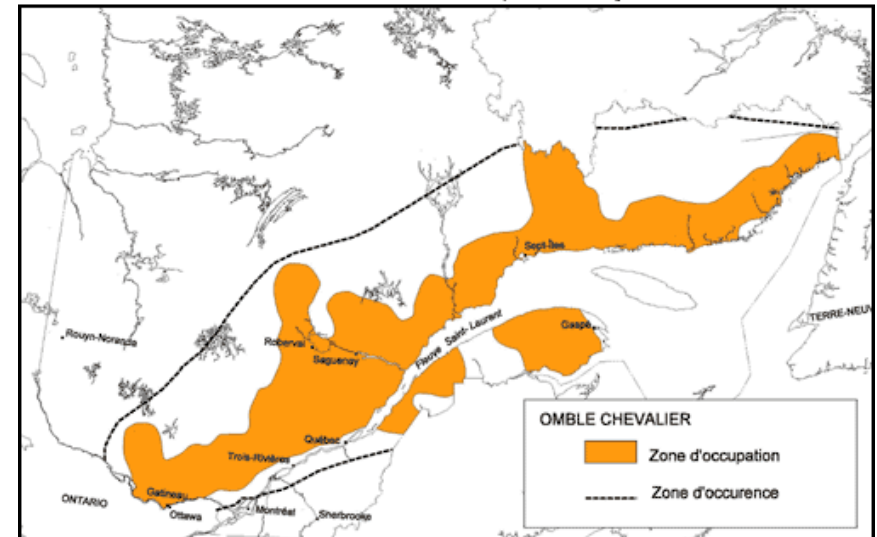 Sept-Îles
Fleuve Saint-Laurent
Gaspé
TERRE-NEUV
Rouyn-Noranda
Roberval
Saguenay
Québec
Trois-Rivières
Gatineau
ONTARIO
Ottawa
Montréal
Sherbrooke
OMBLE CHEVALIER
Zone d'occupation
Zone d'occurence